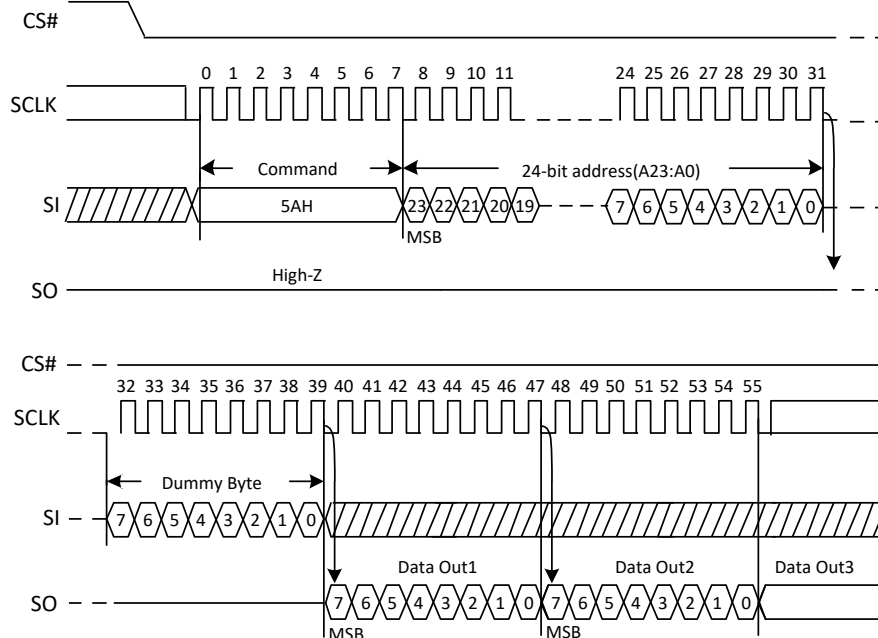 CS#
0 1 2 3 4 5 6 7 8 9 10 11 24 25 26 27 28 29 30 31
SCLK
Command 24-bit address(A23:A0)
SI 5AH 23 22 21 20 19 7 6 5 4 3 2 1 0
MSB
High-Z
SO
CS#
32 33 34 35 36 37 38 39 40 41 42 43 44 45 46 47 48 49 50 51 52 53 54 55
SCLK
Dummy Byte
SI 7 6 5 4 3 2 1 0
Data Out1 Data Out2 Data Out3
SO 7 6 5 4 3 2 1 0 7 6 5 4 3 2 1 0
MSB MSB